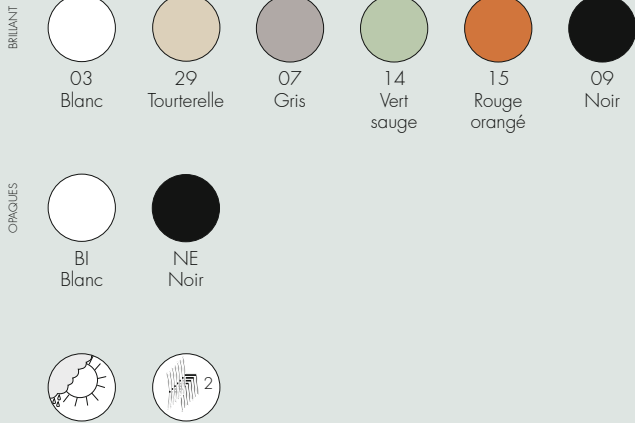 BRILLANT
03 29 07 14 15 09
Blanc Tourterelle Gris Vert Rouge Noir
sauge orangé
OPAQUES
BI NE
Blanc Noir
2